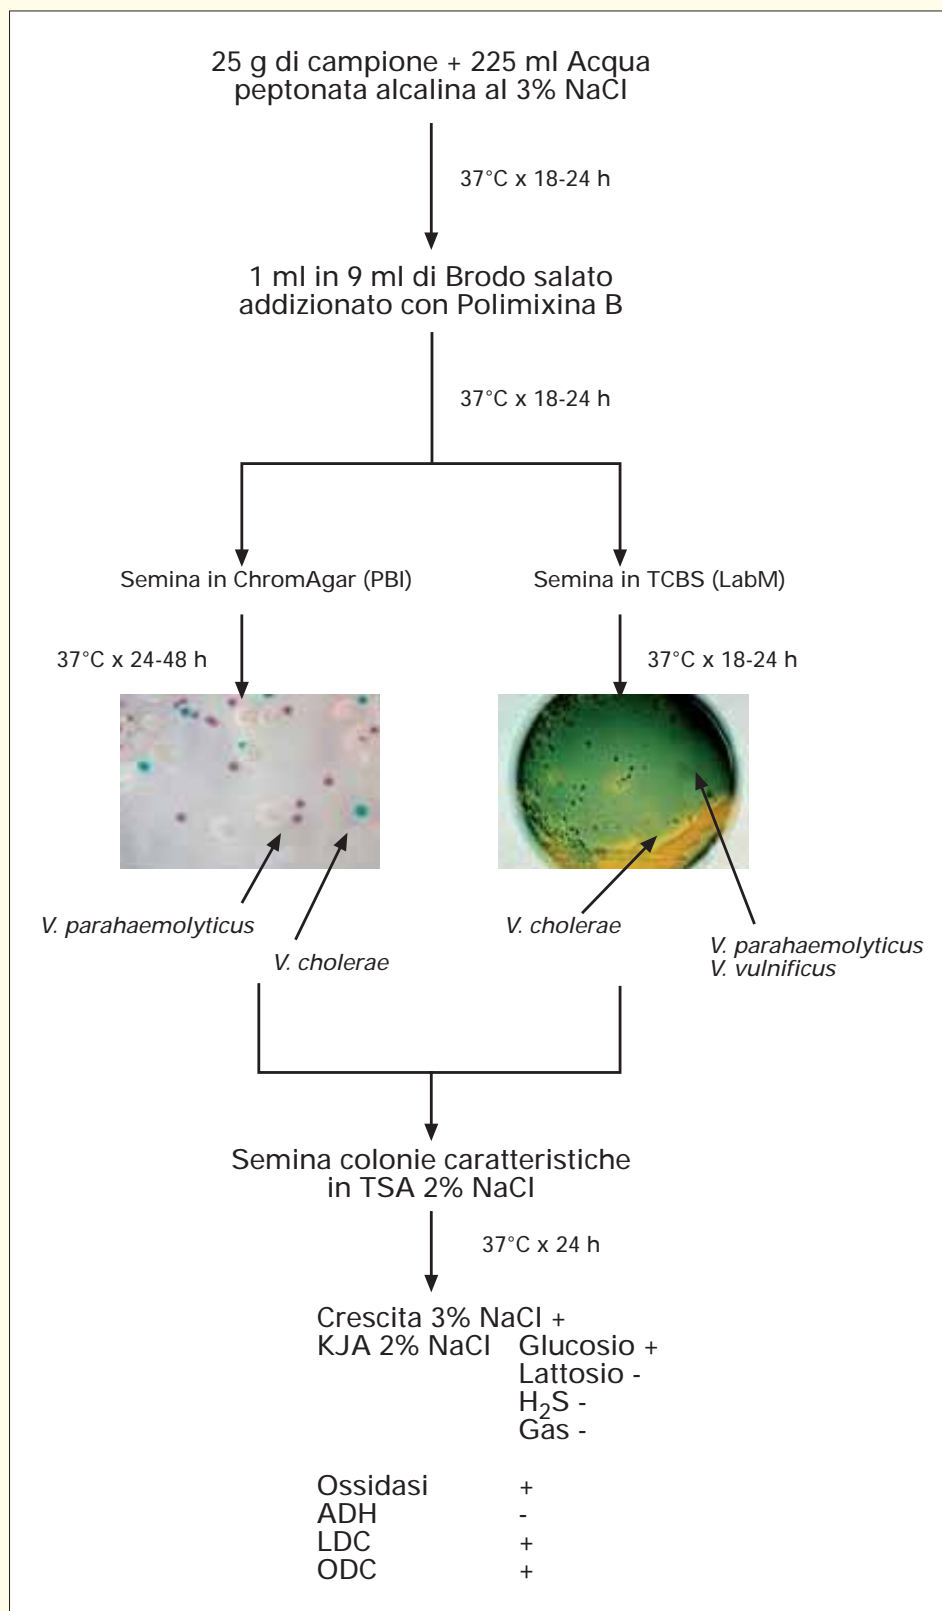 25 g di campione + 225 ml Acqua
peptonata alcalina al 3% NaCl
37°C x 18-24 h
1 ml in 9 ml di Brodo salato
addizionato con Polimixina B
37°C x 18-24 h
Semina in ChromAgar (PBI)
Semina in TCBS (LabM)
37°C x 24-48 h
37°C x 18-24 h
V. parahaemolyticus
V. cholerae
V. cholerae
V. parahaemolyticus
V. vulnificus
Semina colonie caratteristiche
in TSA 2% NaCl
37°C x 24 h
Crescita 3% NaCl +
KJA 2% NaCl Glucosio +
Lattosio -
H₂S -
Gas -
Ossidasi +
ADH -
LDC +
ODC +